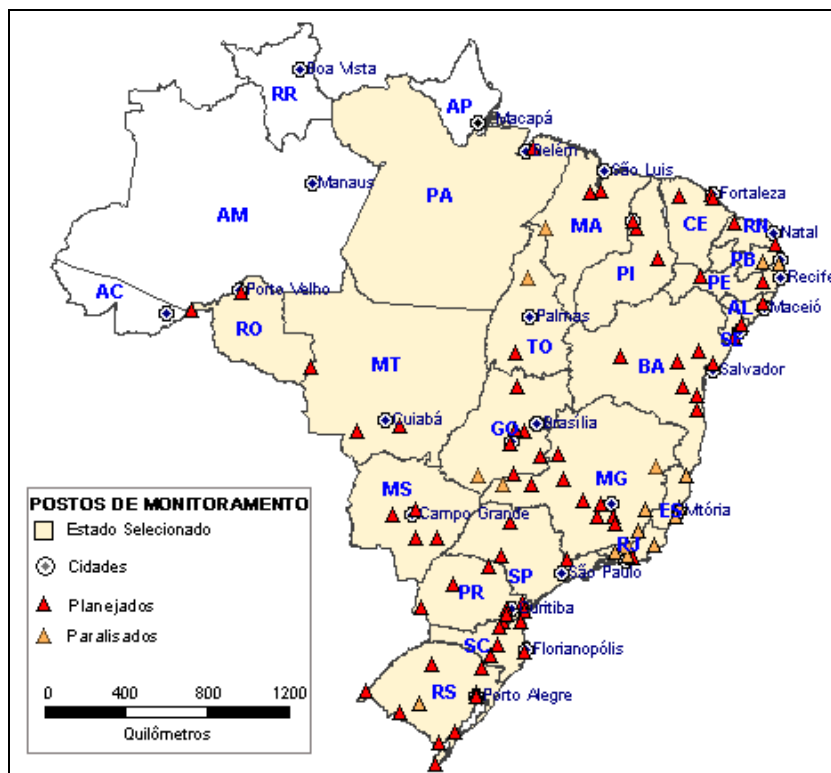 Boa Vista
RR
AP
Macapá
Belém
São Luis
Manaus
PA
Fortaleza
AM
MA
CE
RN
Natal
PB
PI
PE
Recife
AC
Porto Velho
AL
Maceió
RO
Palmas
SE
TO
MT
BA
Salvador
Cuiabá
GO
Brasília
MG
MS
ES
Vitória
Campo Grande
RJ
SP
São Paulo
PR
Curitiba
SC
Florianópolis
RS
Porto Alegre
POSTOS DE MONITORAMENTO
Estado Selecionado
Cidades
Planejados
Paralisados
0 400 800 1200
Quilômetros